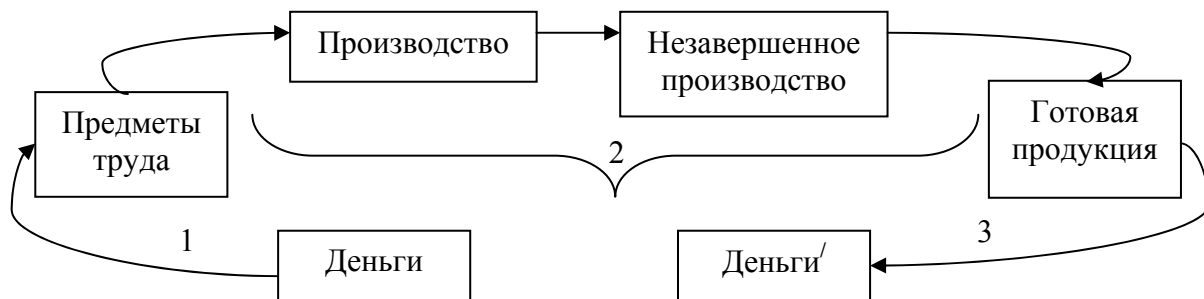 Производство
Незавершенное
производство
Предметы
труда
Готовая
продукция
2
1
3
Деньги
Деньги/